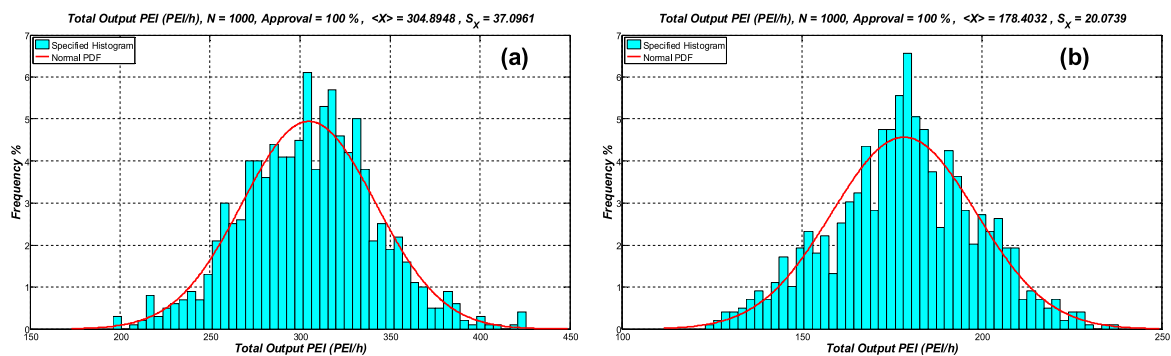 Total Output PEI (PEI/h), N = 1000, Approval = 100 %, <X> = 304.8948 , S_X = 37.0961
7
6
5
4
3
2
1
0
Frequency %
Specified Histogram
Normal PDF
(a)
150 200 250 300 350 400 450
Total Output PEI (PEI/h)
Total Output PEI (PEI/h), N = 1000, Approval = 100 %, <X> = 178.4032 , S_X = 20.0739
7
6
5
4
3
2
1
0
Frequency %
Specified Histogram
Normal PDF
(b)
100 150 200 250
Total Output PEI (PEI/h)